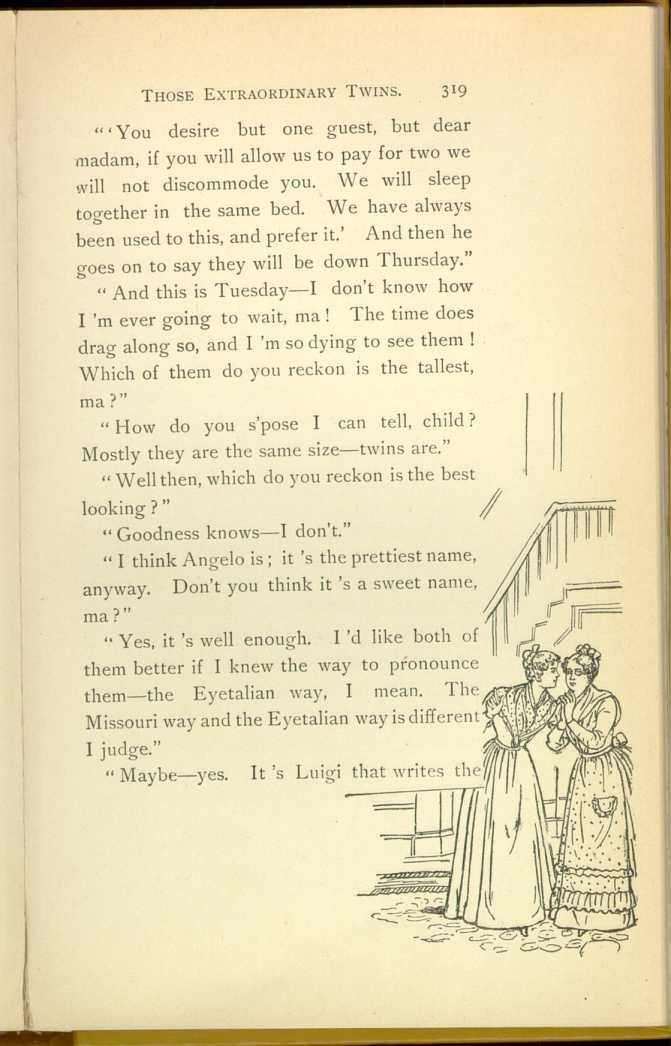 THOSE EXTRAORDINARY TWINS. 319
"'You desire but one guest, but dear
madam, if you will allow us to pay for two we
will not discommode you. We will sleep
together in the same bed. We have always
been used to this, and prefer it.' And then he
goes on to say they will be down Thursday."
"And this is Tuesday—I don't know how
I 'm ever going to wait, ma! The time does
drag along so, and I 'm so dying to see them!
Which of them do you reckon is the tallest,
ma?"
"How do you s'pose I can tell, child?
Mostly they are the same size—twins are."
"Well then, which do you reckon is the best
looking?"
"Goodness knows—I don't."
"I think Angelo is; it 's the prettiest name,
anyway. Don't you think it 's a sweet name,
ma?"
"Yes, it 's well enough. I 'd like both of
them better if I knew the way to pronounce
them—the Eyetalian way, I mean. The
Missouri way and the Eyetalian way is different
I judge."
"Maybe—yes. It 's Luigi that writes the